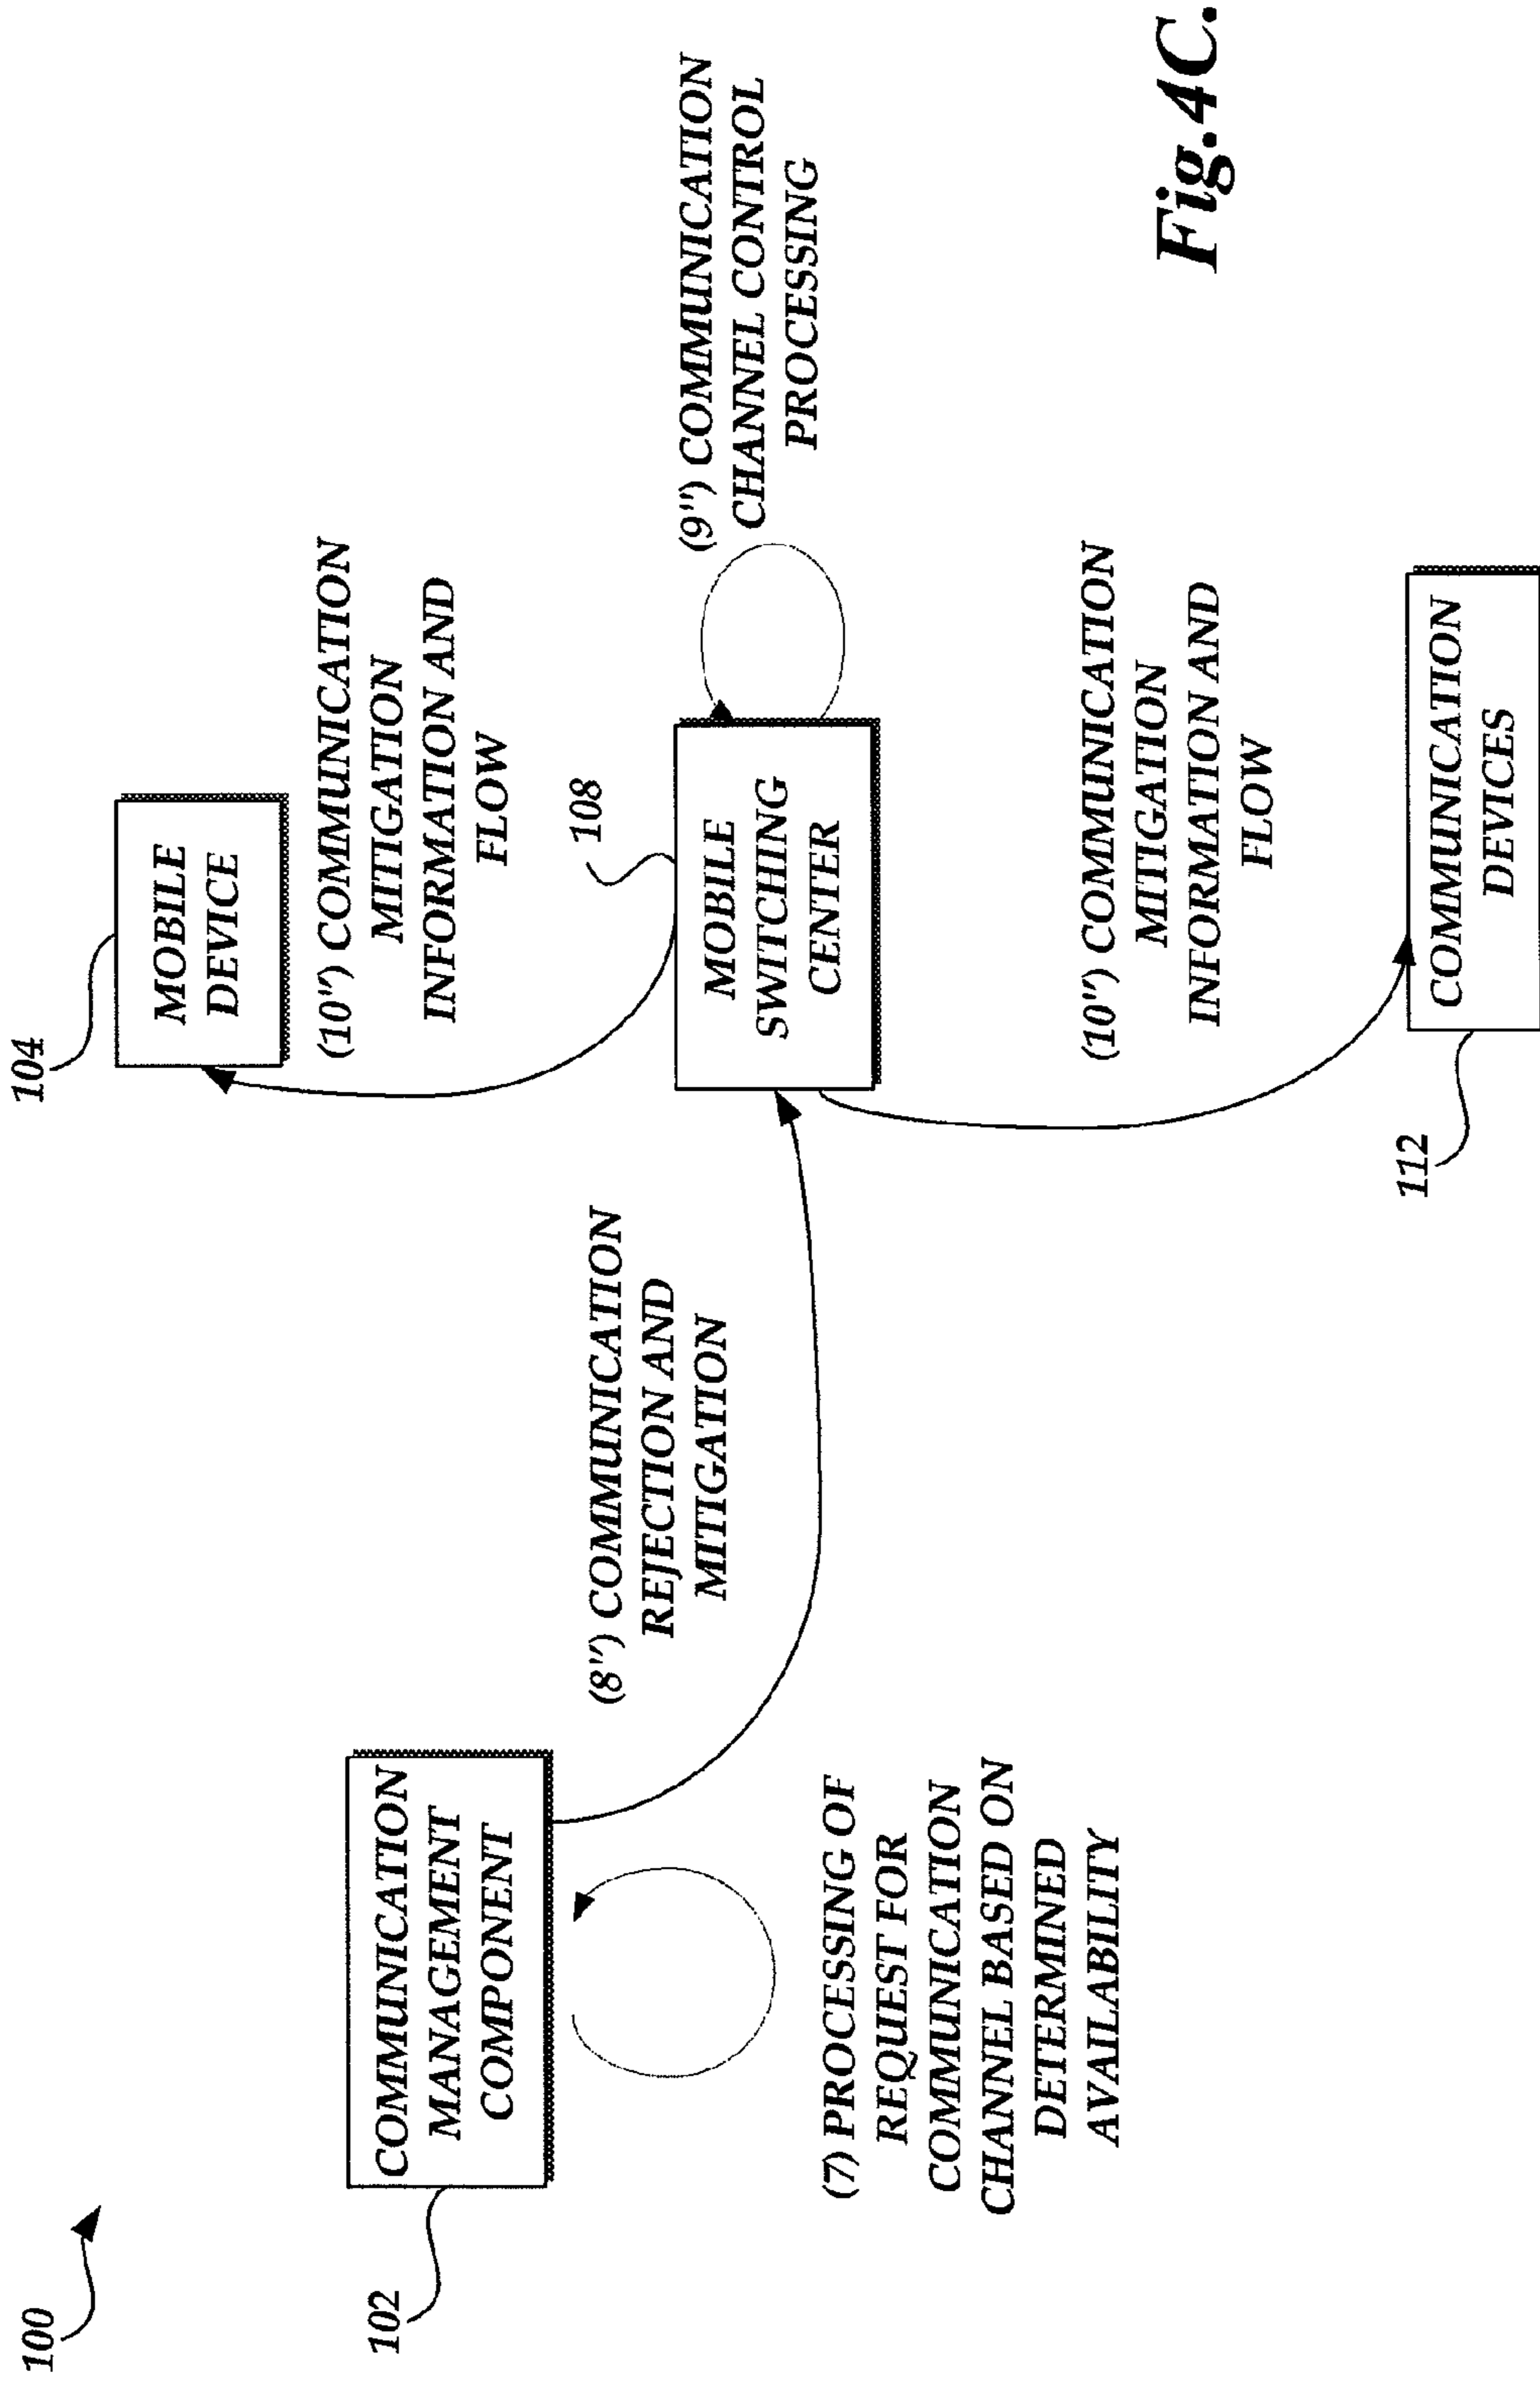 100
102
COMMUNICATION
MANAGEMENT
COMPONENT
(7) PROCESSING OF
REQUEST FOR
COMMUNICATION
CHANNEL BASED ON
DETERMINED
AVAILABILITY
(8'') COMMUNICATION
REJECTION AND
MITIGATION
104
MOBILE
DEVICE
(10'') COMMUNICATION
MITIGATION
INFORMATION AND
FLOW
108
MOBILE
SWITCHING
CENTER
(9'') COMMUNICATION
CHANNEL CONTROL
PROCESSING
(10'') COMMUNICATION
MITIGATION
INFORMATION AND
FLOW
112
COMMUNICATION
DEVICES
Fig.4C.